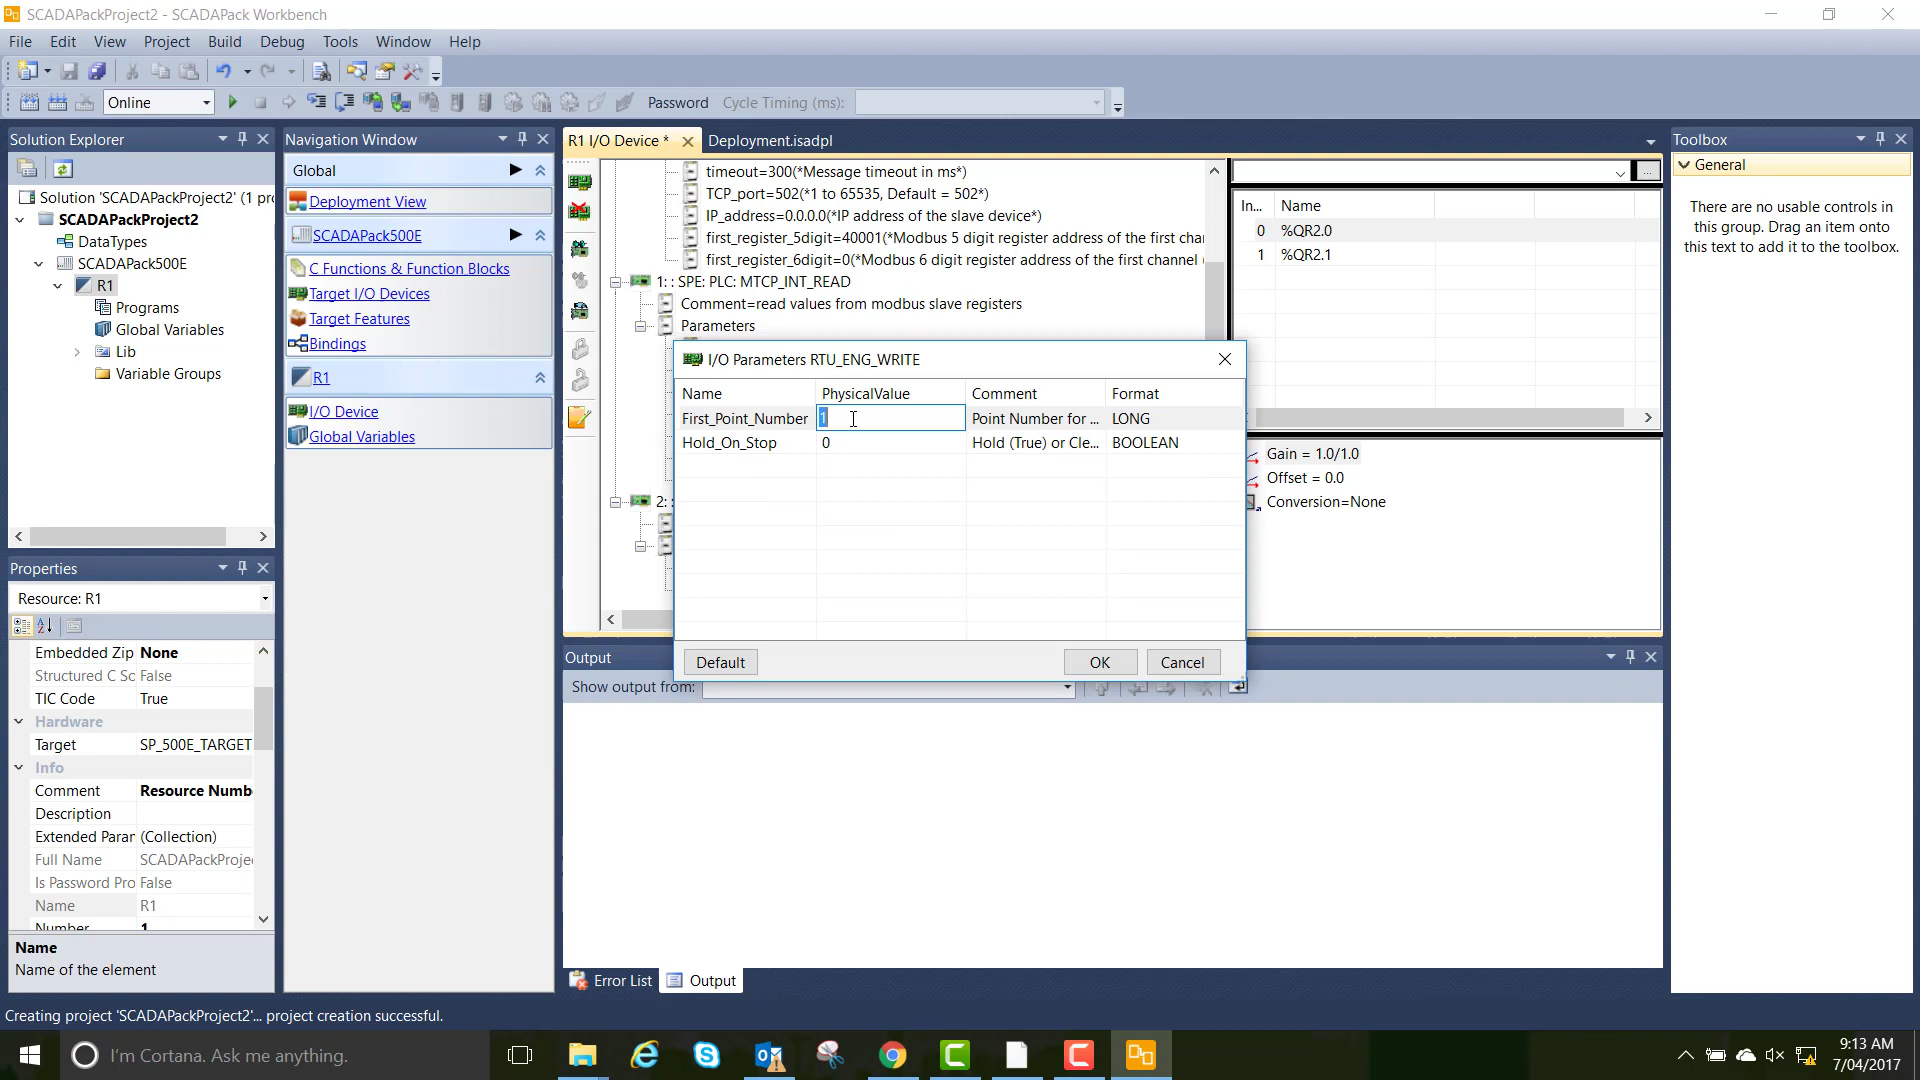 SCADAPackProject2 - SCADAPack Workbench
File Edit View Project Build Debug Tools Window Help
Online Password Cycle Timing (ms):
Solution Explorer
Solution 'SCADAPackProject2' (1 pro
SCADAPackProject2
DataTypes
SCADAPack500E
R1
Programs
Global Variables
Lib
Variable Groups
Navigation Window
Global
Deployment View
SCADAPack500E
C Functions & Function Blocks
Target I/O Devices
Target Features
Bindings
R1
I/O Device
Global Variables
R1 I/O Device * Deployment.isadpl
timeout=300(*Message timeout in ms*)
TCP_port=502(*1 to 65535, Default = 502*)
IP_address=0.0.0.0(*IP address of the slave device*)
first_register_5digit=40001(*Modbus 5 digit register address of the first char
first_register_6digit=0(*Modbus 6 digit register address of the first channel (
1: : SPE: PLC: MTCP_INT_READ
Comment=read values from modbus slave registers
Parameters
2: :
In... Name
0 %QR2.0
1 %QR2.1
Gain = 1.0/1.0
Offset = 0.0
Conversion=None
I/O Parameters RTU_ENG_WRITE
Name PhysicalValue Comment Format
First_Point_Number 1 Point Number for ... LONG
Hold_On_Stop 0 Hold (True) or Cle... BOOLEAN
Default OK Cancel
Toolbox
General
There are no usable controls in
this group. Drag an item onto
this text to add it to the toolbox.
Properties
Resource: R1
Embedded Zip None
Structured C Sc False
TIC Code True
Hardware
Target SP_500E_TARGET
Info
Comment Resource Numb
Description
Extended Parar (Collection)
Full Name SCADAPackProje
Is Password Pro False
Name R1
Number 1
Name
Name of the element
Output
Show output from:
Error List Output
Creating project 'SCADAPackProject2'... project creation successful.
I'm Cortana. Ask me anything.
9:13 AM
7/04/2017